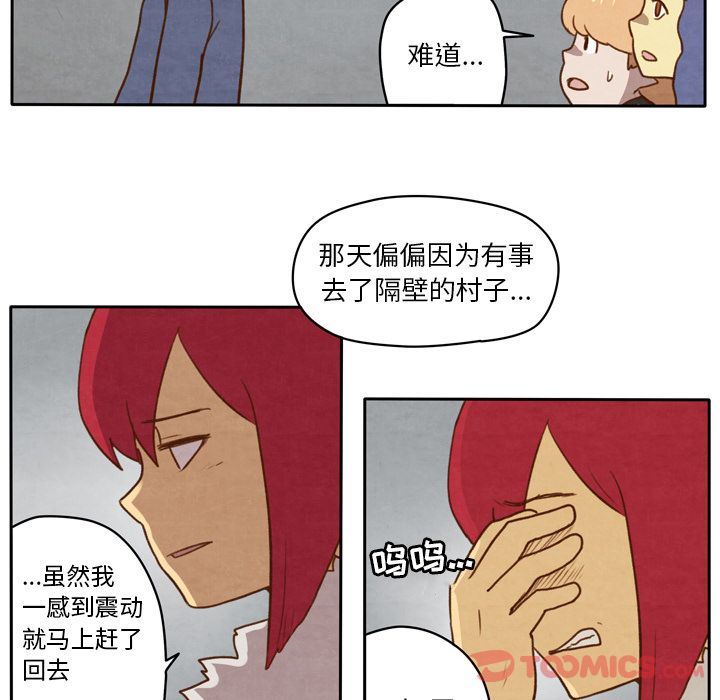 难道...
那天偏偏因为有事
去了隔壁的村子...
...虽然我
一感到震动
就马上赶了
回去
呜呜...
TOOMICS.COM